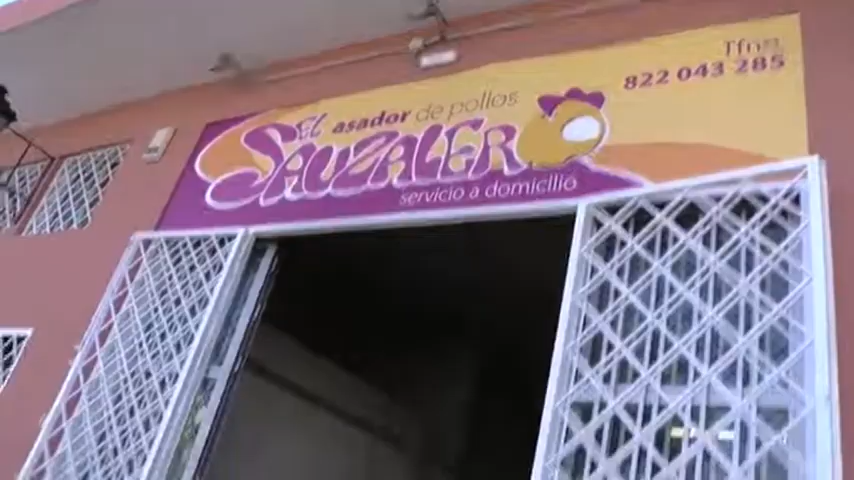 EL asador de pollos
SAUZALERO
servicio a domicilio
Tfno
822 043 285